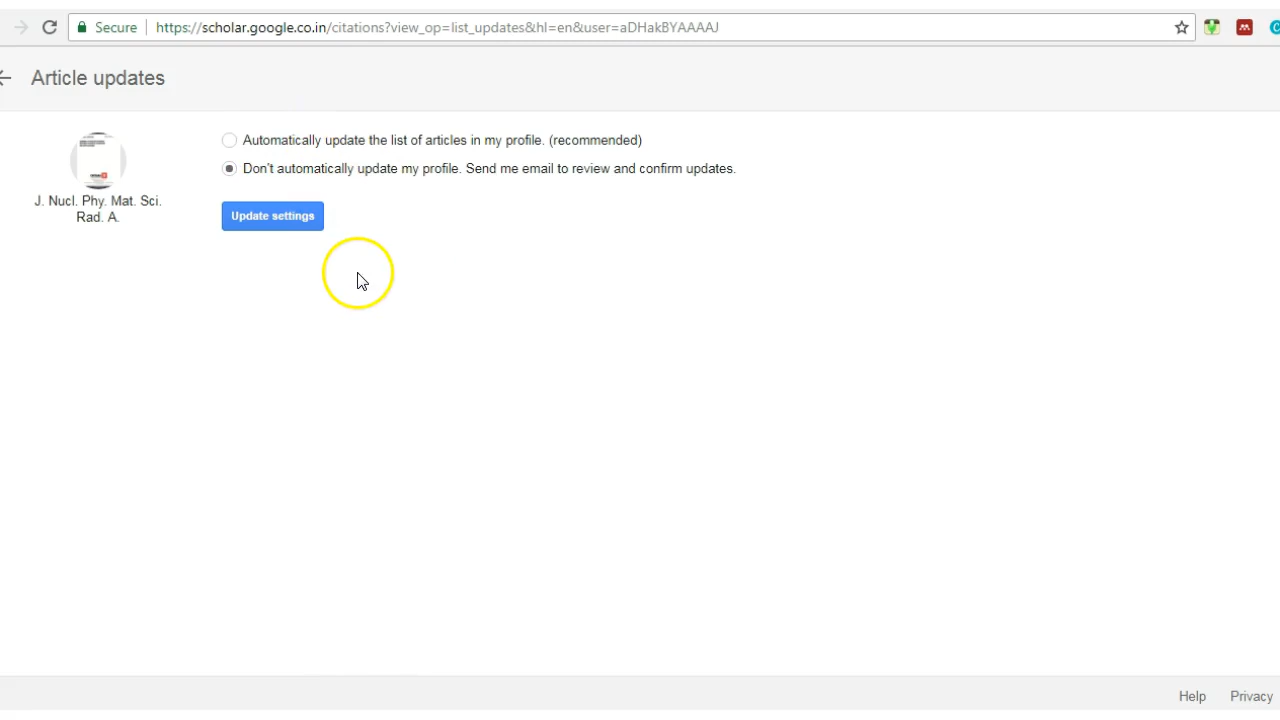 Secure
https://scholar.google.co.in/citations?view_op=list_updates&hl=en&user=aDHakBYAAAAJ
Article updates
Automatically update the list of articles in my profile. (recommended)
Don't automatically update my profile. Send me email to review and confirm updates.
J. Nucl. Phy. Mat. Sci.
Rad. A.
Update settings
Help
Privacy